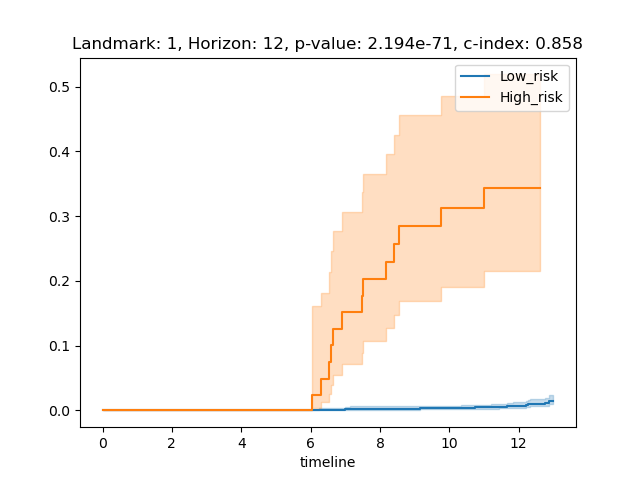 Landmark: 1, Horizon: 12, p-value: 2.194e-71, c-index: 0.858
Low_risk
High_risk
0.5
0.4
0.3
0.2
0.1
0.0
0 2 4 6 8 10 12
timeline